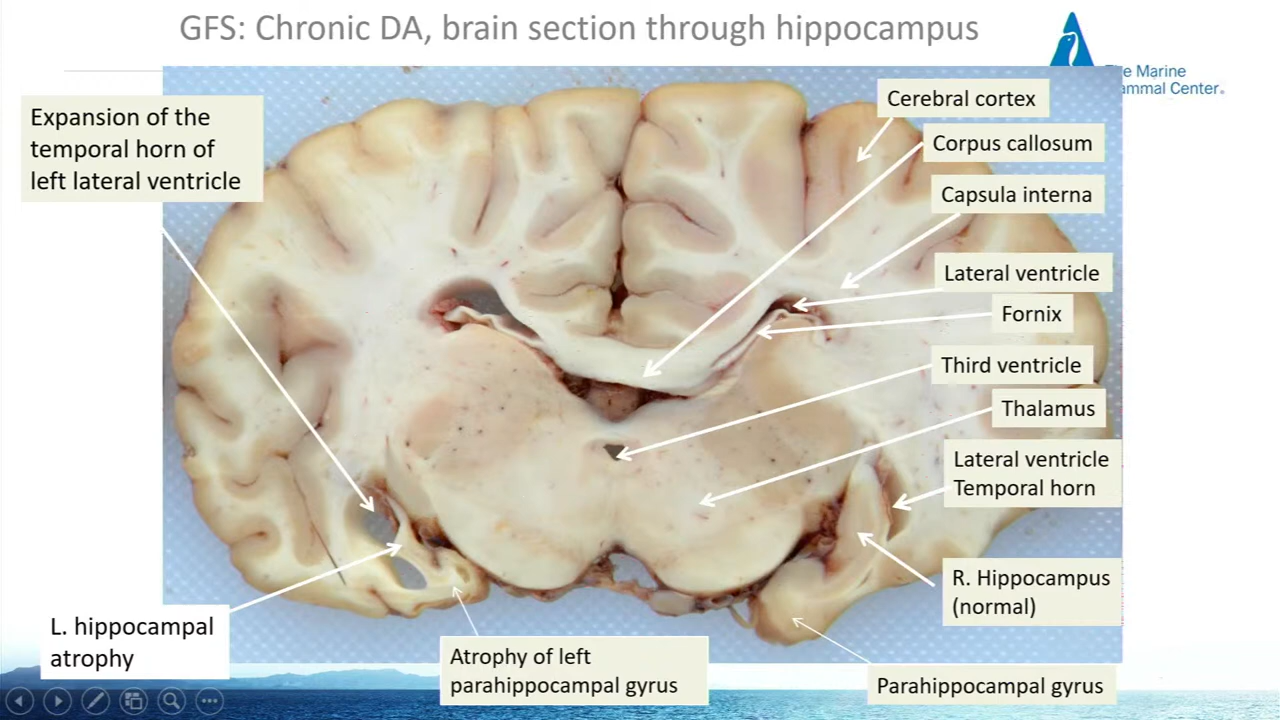 GFS: Chronic DA, brain section through hippocampus
Marine
Center.
Expansion of the
temporal horn of
left lateral ventricle
Cerebral cortex
Corpus callosum
Capsula interna
Lateral ventricle
Fornix
Third ventricle
Thalamus
Lateral ventricle
Temporal horn
R. Hippocampus
(normal)
L. hippocampal
atrophy
Atrophy of left
parahippocampal gyrus
Parahippocampal gyrus